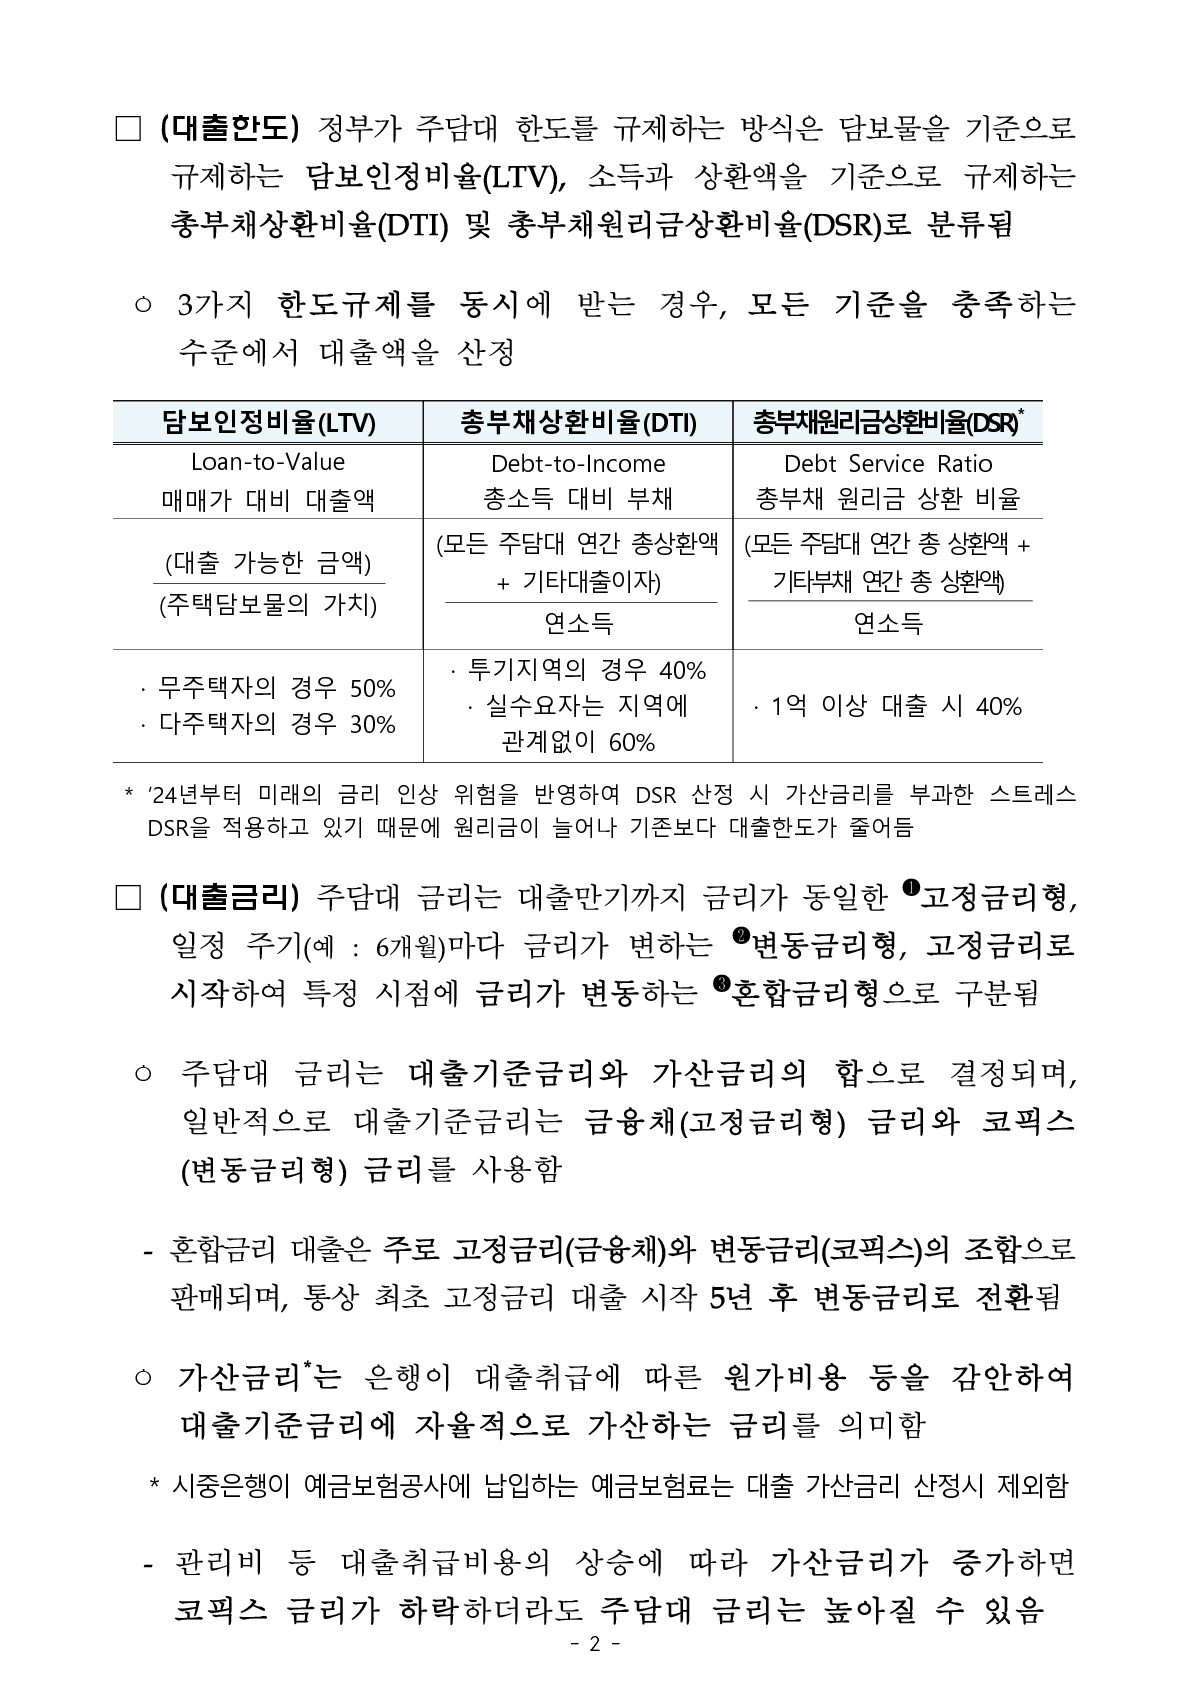 □ (대출한도) 정부가 주담대 한도를 규제하는 방식은 담보물을 기준으로
규제하는 담보인정비율(LTV), 소득과 상환액을 기준으로 규제하는
총부채상환비율(DTI) 및 총부채원리금상환비율(DSR)로 분류됨
○ 3가지 한도규제를 동시에 받는 경우, 모든 기준을 충족하는
수준에서 대출액을 산정
담보인정비율(LTV) 총부채상환비율(DTI) 총부채원리금상환비율(DSR)*
Loan-to-Value
매매가 대비 대출액
Debt-to-Income
총소득 대비 부채
Debt Service Ratio
총부채 원리금 상환 비율
(대출 가능한 금액)
(주택담보물의 가치)
(모든 주담대 연간 총상환액
+ 기타대출이자)
연소득
(모든 주담대 연간 총 상환액 +
기타부채 연간 총 상환액)
연소득
· 무주택자의 경우 50%
· 다주택자의 경우 30%
· 투기지역의 경우 40%
· 실수요자는 지역에
관계없이 60%
· 1억 이상 대출 시 40%
* ‘24년부터 미래의 금리 인상 위험을 반영하여 DSR 산정 시 가산금리를 부과한 스트레스
DSR을 적용하고 있기 때문에 원리금이 늘어나 기존보다 대출한도가 줄어듬
□ (대출금리) 주담대 금리는 대출만기까지 금리가 동일한 ❶고정금리형,
일정 주기(예 : 6개월)마다 금리가 변하는 ❷변동금리형, 고정금리로
시작하여 특정 시점에 금리가 변동하는 ❸혼합금리형으로 구분됨
○ 주담대 금리는 대출기준금리와 가산금리의 합으로 결정되며,
일반적으로 대출기준금리는 금융채(고정금리형) 금리와 코픽스
(변동금리형) 금리를 사용함
- 혼합금리 대출은 주로 고정금리(금융채)와 변동금리(코픽스)의 조합으로
판매되며, 통상 최초 고정금리 대출 시작 5년 후 변동금리로 전환됨
○ 가산금리*는 은행이 대출취급에 따른 원가비용 등을 감안하여
대출기준금리에 자율적으로 가산하는 금리를 의미함
* 시중은행이 예금보험공사에 납입하는 예금보험료는 대출 가산금리 산정시 제외함
- 관리비 등 대출취급비용의 상승에 따라 가산금리가 증가하면
코픽스 금리가 하락하더라도 주담대 금리는 높아질 수 있음
- 2 -